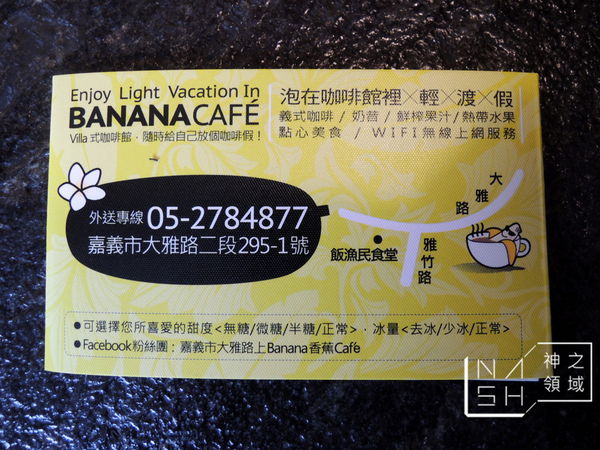 Enjoy Light Vacation In
BANANACAFÉ
Villa 式咖啡館，隨時給自己放個咖啡假！
泡在咖啡館裡×輕×渡×假
義式咖啡 / 奶昔 / 鮮榨果汁/熱帶水果
點心美食 / WIFI無線上網服務
外送專線 05-2784877
嘉義市大雅路二段295-1號
大雅路
雅竹路
飯漁民食堂
●可選擇您所喜愛的甜度<無糖/微糖/半糖/正常>．冰量<去冰/少冰/正常>
●Facebook粉絲團：嘉義市大雅路上Banana香蕉Café
NASH
神之領域